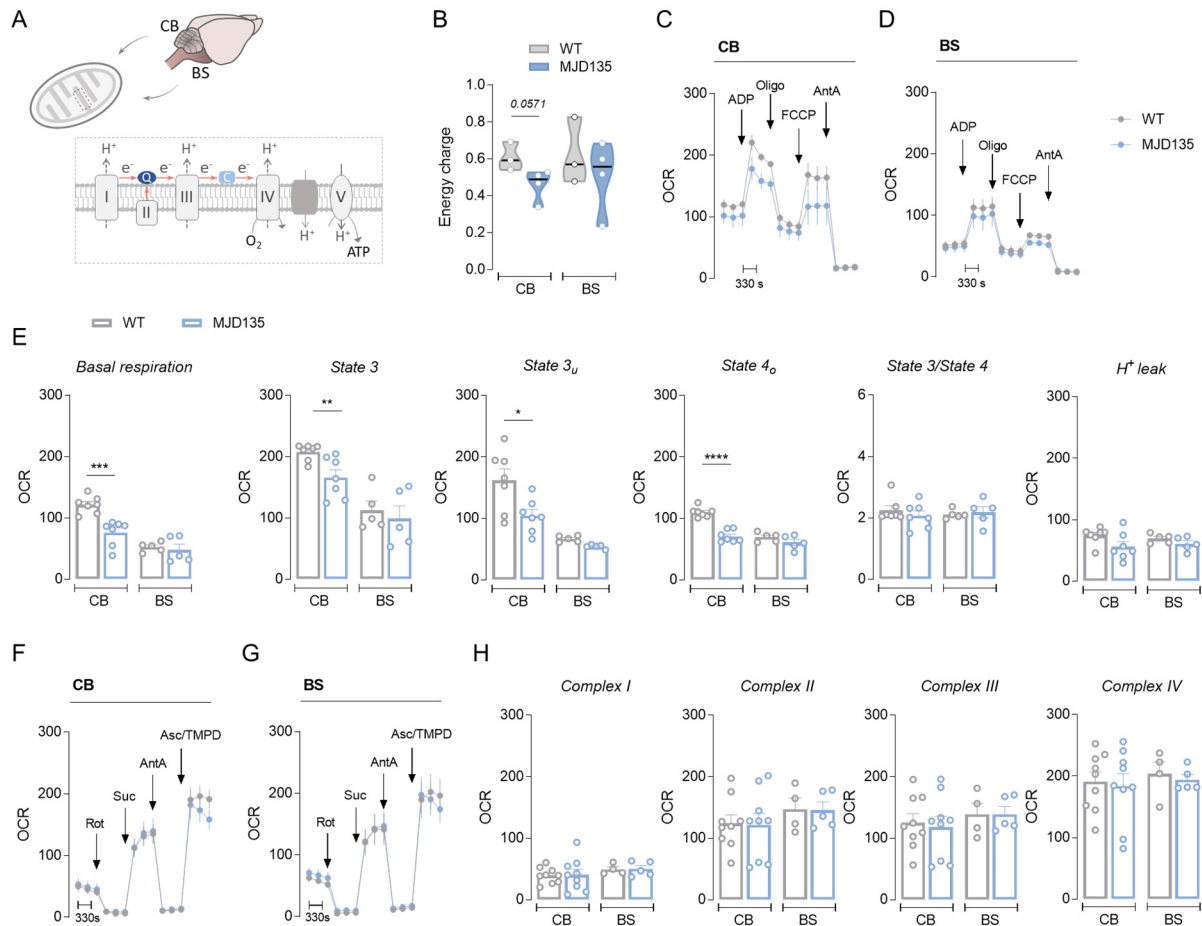 A
CB
BS
H⁺
H⁺
H⁺
e⁻
e⁻
e⁻
e⁻
Q
C
I
II
III
IV
V
O₂
H⁺
H⁺
ATP
B
WT
MJD135
Energy charge
1.0
0.8
0.6
0.4
0.2
0.0
0.0571
CB
BS
C
CB
OCR
300
200
100
0
ADP
Oligo
FCCP
AntA
330 s
D
BS
OCR
300
200
100
0
ADP
Oligo
FCCP
AntA
330 s
WT
MJD135
WT
MJD135
E
Basal respiration
OCR
300
200
100
0
***
CB
BS
State 3
OCR
300
200
100
0
**
CB
BS
State 3ᵤ
OCR
300
200
100
0
*
CB
BS
State 4ₒ
OCR
300
200
100
0
****
CB
BS
State 3/State 4
OCR
6
4
2
0
CB
BS
H⁺ leak
OCR
300
200
100
0
CB
BS
F
CB
OCR
300
200
100
0
Rot
Suc
AntA
Asc/TMPD
330s
G
BS
OCR
300
200
100
0
Rot
Suc
AntA
Asc/TMPD
330s
H
Complex I
OCR
300
200
100
0
CB
BS
Complex II
OCR
300
200
100
0
CB
BS
Complex III
OCR
300
200
100
0
CB
BS
Complex IV
OCR
300
200
100
0
CB
BS